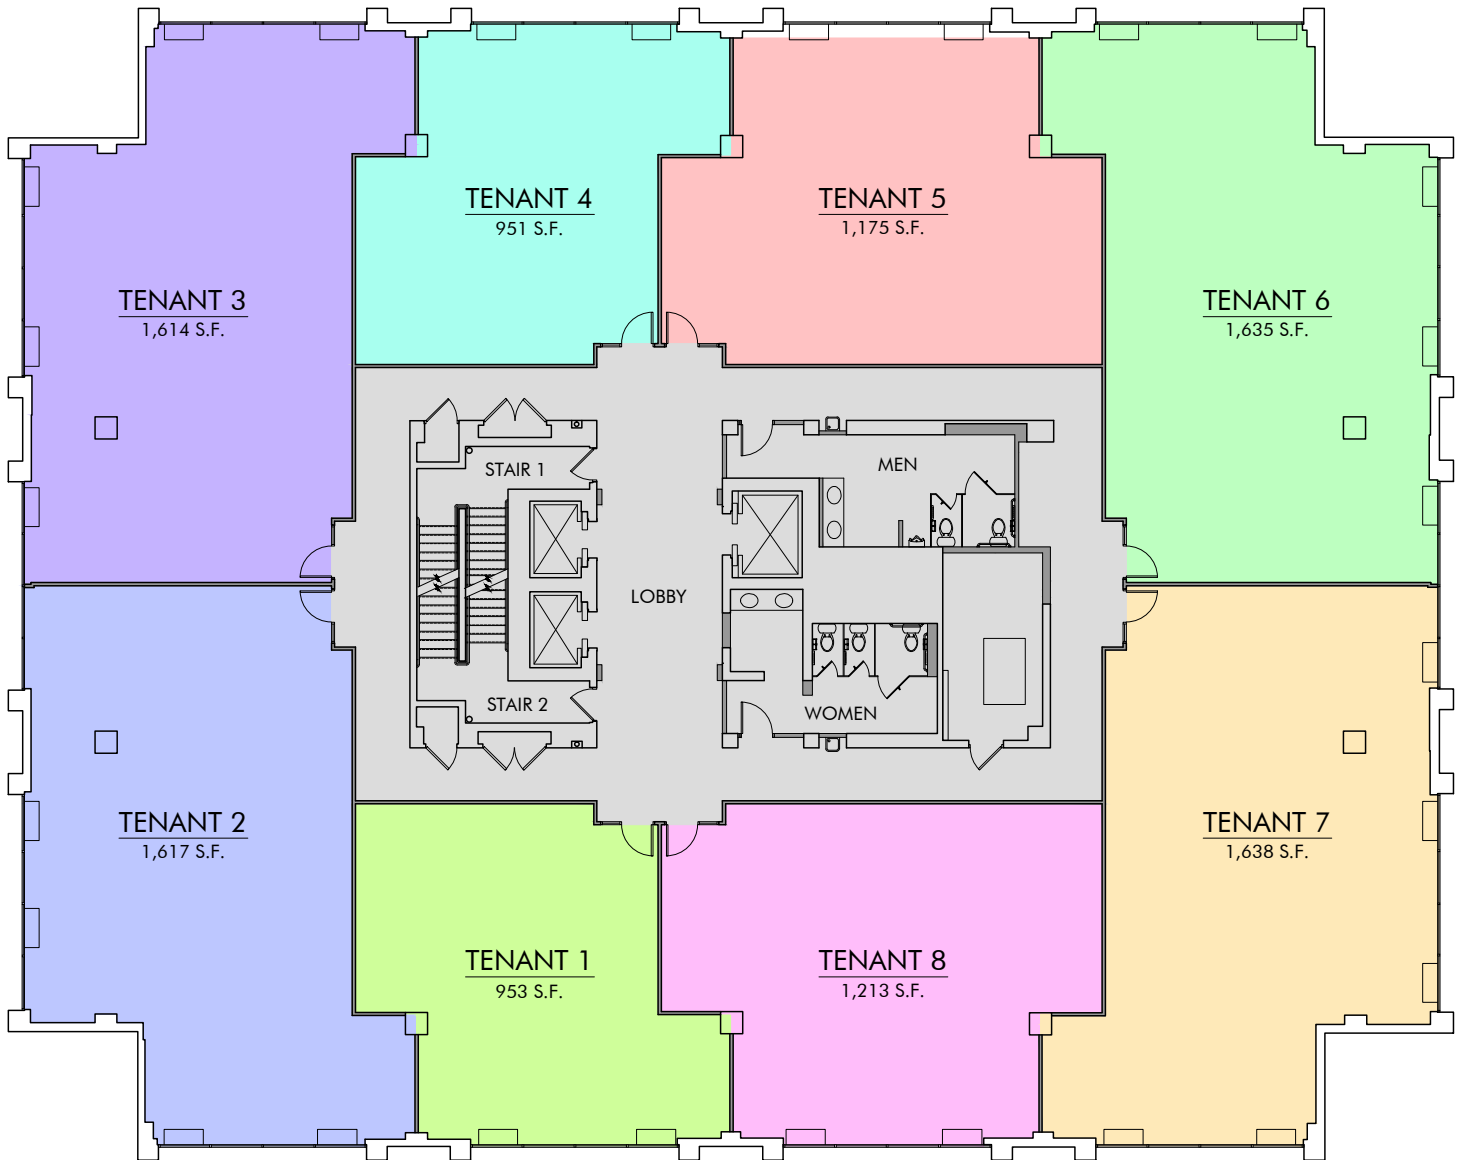 TENANT 4
951 S.F.
TENANT 5
1,175 S.F.
TENANT 3
1,614 S.F.
TENANT 6
1,635 S.F.
STAIR 1
MEN
LOBBY
STAIR 2
WOMEN
TENANT 2
1,617 S.F.
TENANT 7
1,638 S.F.
TENANT 1
953 S.F.
TENANT 8
1,213 S.F.